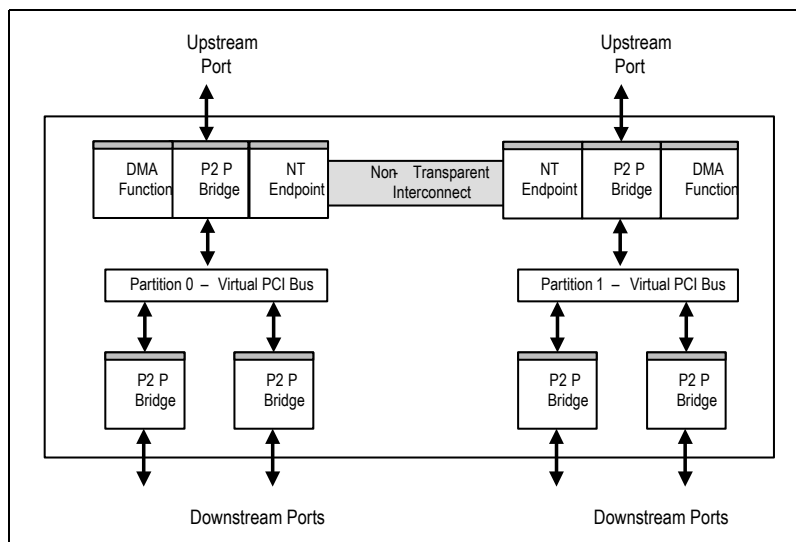 Upstream
Port
Upstream
Port
DMA
Function
P2 P
Bridge
NT
Endpoint
Non- Transparent
Interconnect
NT
Endpoint
P2 P
Bridge
DMA
Function
Partition 0 – Virtual PCI Bus
Partition 1 – Virtual PCI Bus
P2 P
Bridge
P2 P
Bridge
P2 P
Bridge
P2 P
Bridge
Downstream Ports
Downstream Ports